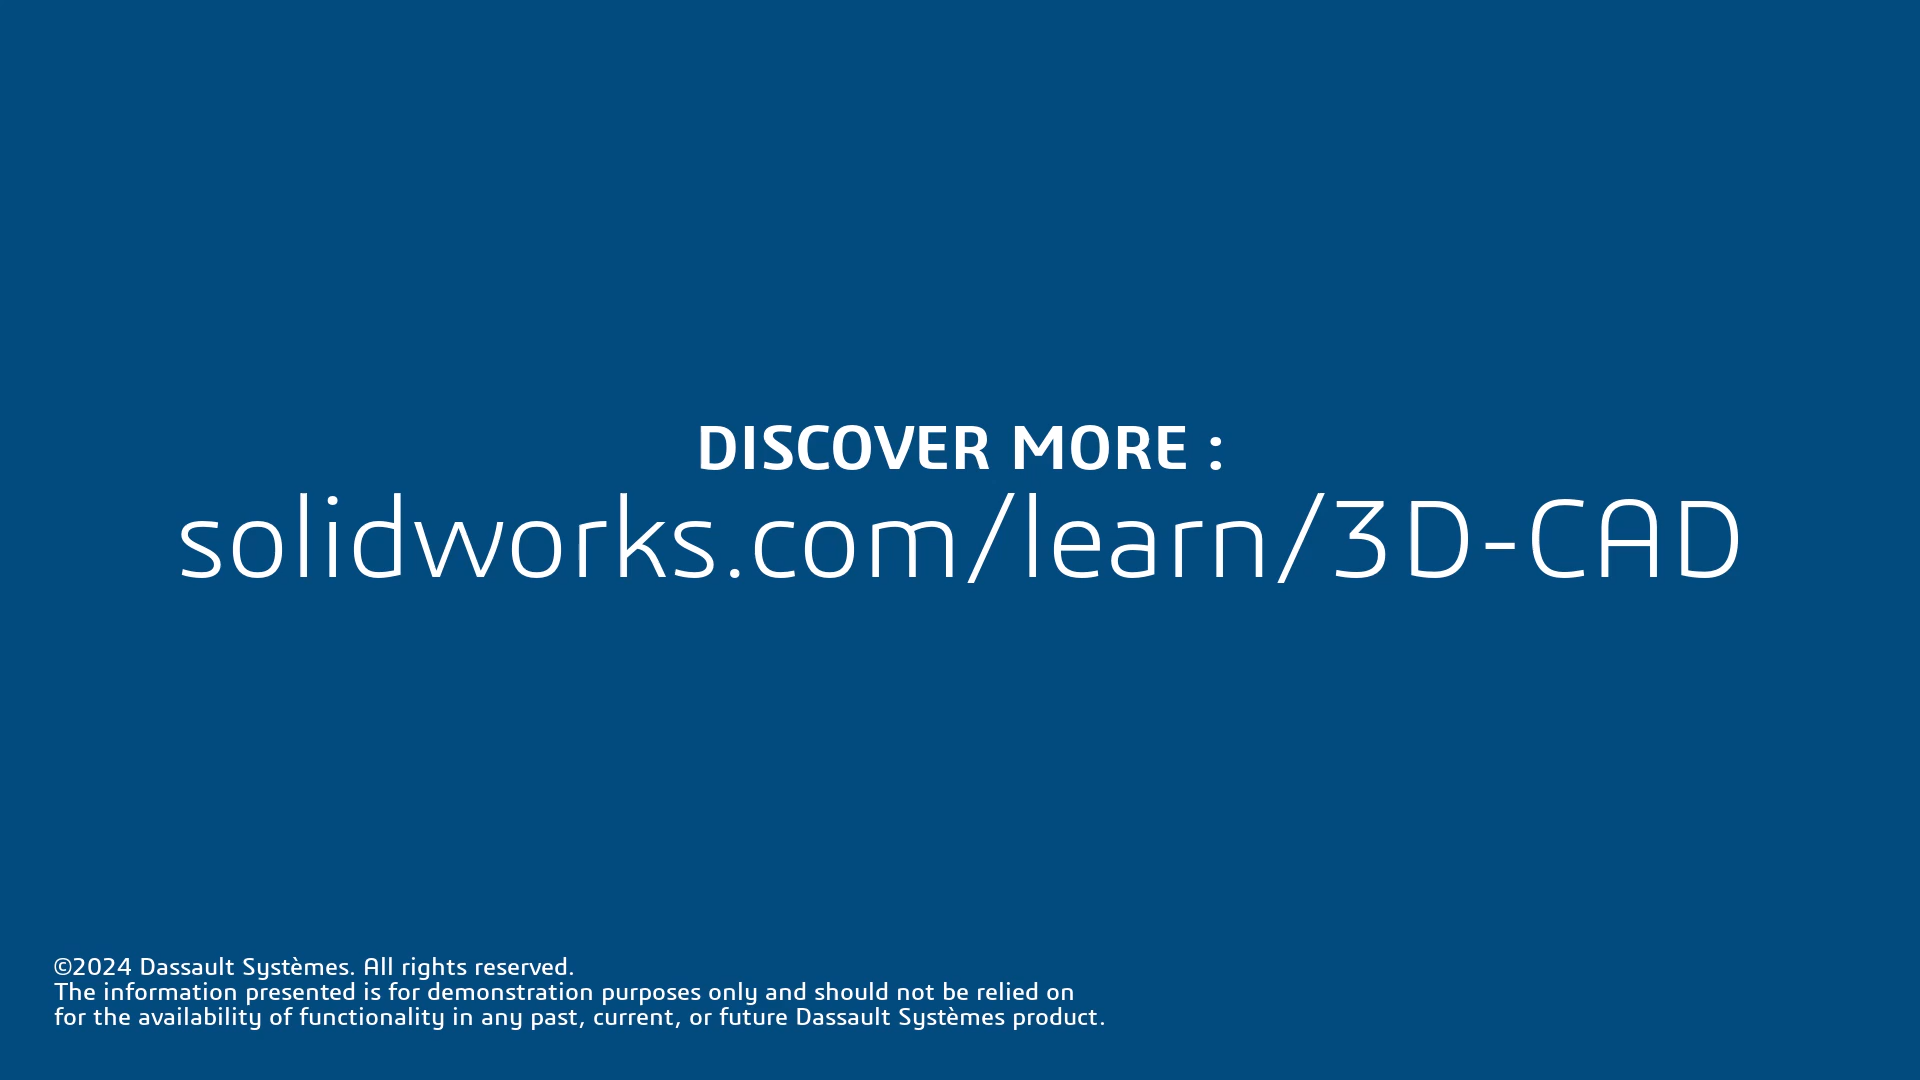 DISCOVER MORE :
solidworks.com/learn/3D-CAD
©2024 Dassault Systèmes. All rights reserved.
The information presented is for demonstration purposes only and should not be relied on
for the availability of functionality in any past, current, or future Dassault Systèmes product.